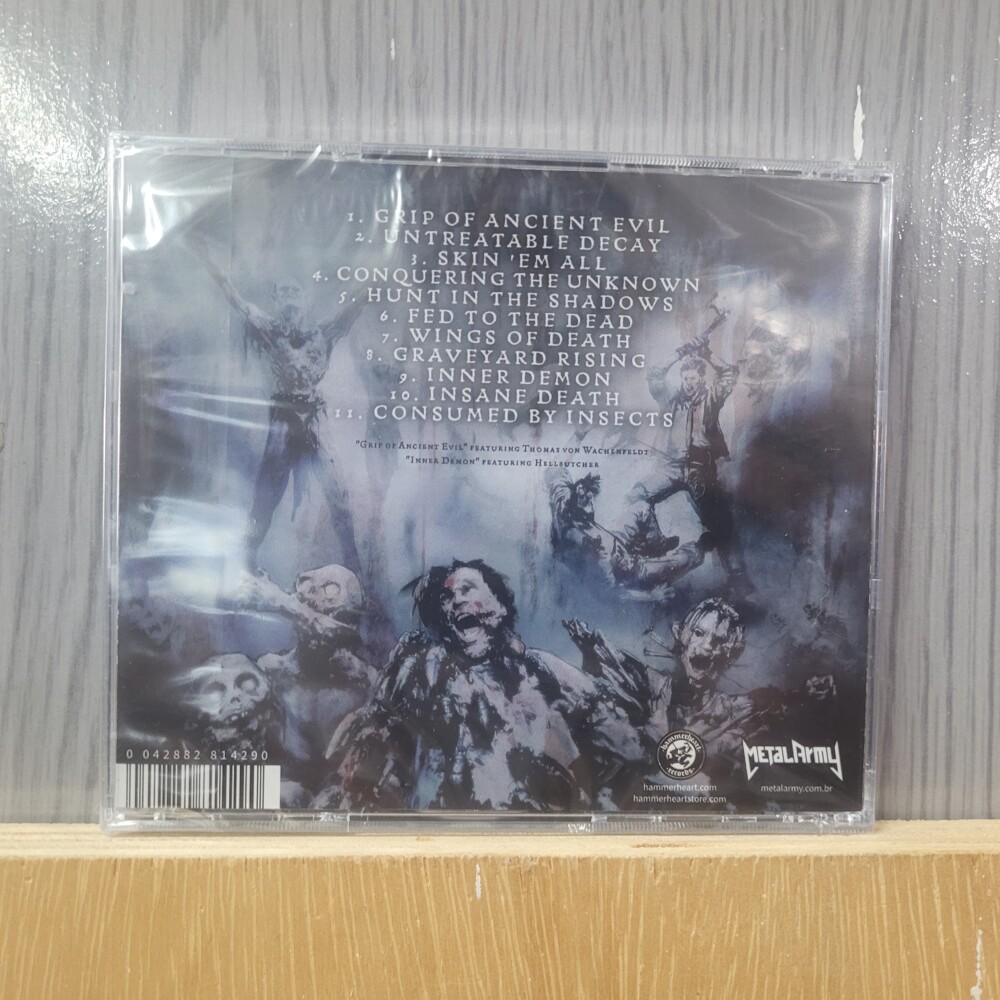 1. GRIP OF ANCIENT EVIL
2. UNTREATABLE DECAY
3. SKIN 'EM ALL
4. CONQUERING THE UNKNOWN
5. HUNT IN THE SHADOWS
6. FED TO THE DEAD
7. WINGS OF DEATH
8. GRAVEYARD RISING
9. INNER DEMON
10. INSANE DEATH
11. CONSUMED BY INSECTS
"GRIP OF ANCIENT EVIL" FEATURING THOMAS VON WACHENFELDT
"INNER DEMON" FEATURING HELLBUTCHER
0 042882 814290
hammerheart
records
hammerheart.com
hammerheartstore.com
METALARMY
metalarmy.com.br